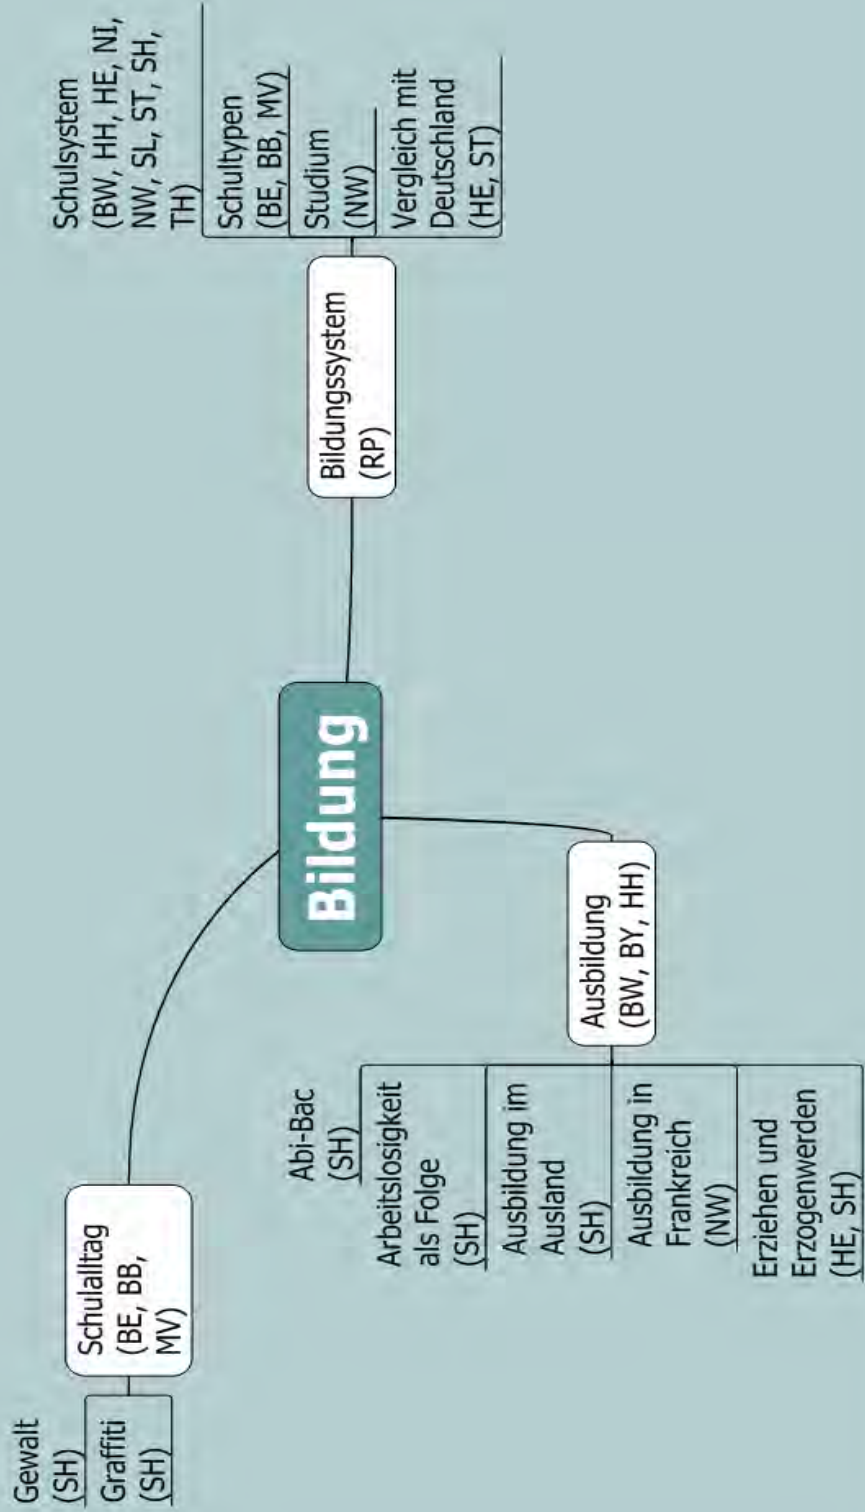 Gewalt
(SH)
Graffiti
(SH)
Schulalltag
(BE, BB,
MV)
Bildung
Bildungssystem
(RP)
Schulsystem
(BW, HH, HE, NI,
NW, SL, ST, SH,
TH)
Schultypen
(BE, BB, MV)
Studium
(NW)
Vergleich mit
Deutschland
(HE, ST)
Abi-Bac
(SH)
Arbeitslosigkeit
als Folge
(SH)
Ausbildung im
Ausland
(SH)
Ausbildung in
Frankreich
(NW)
Erziehen und
Erzogenwerden
(HE, SH)
Ausbildung
(BW, BY, HH)